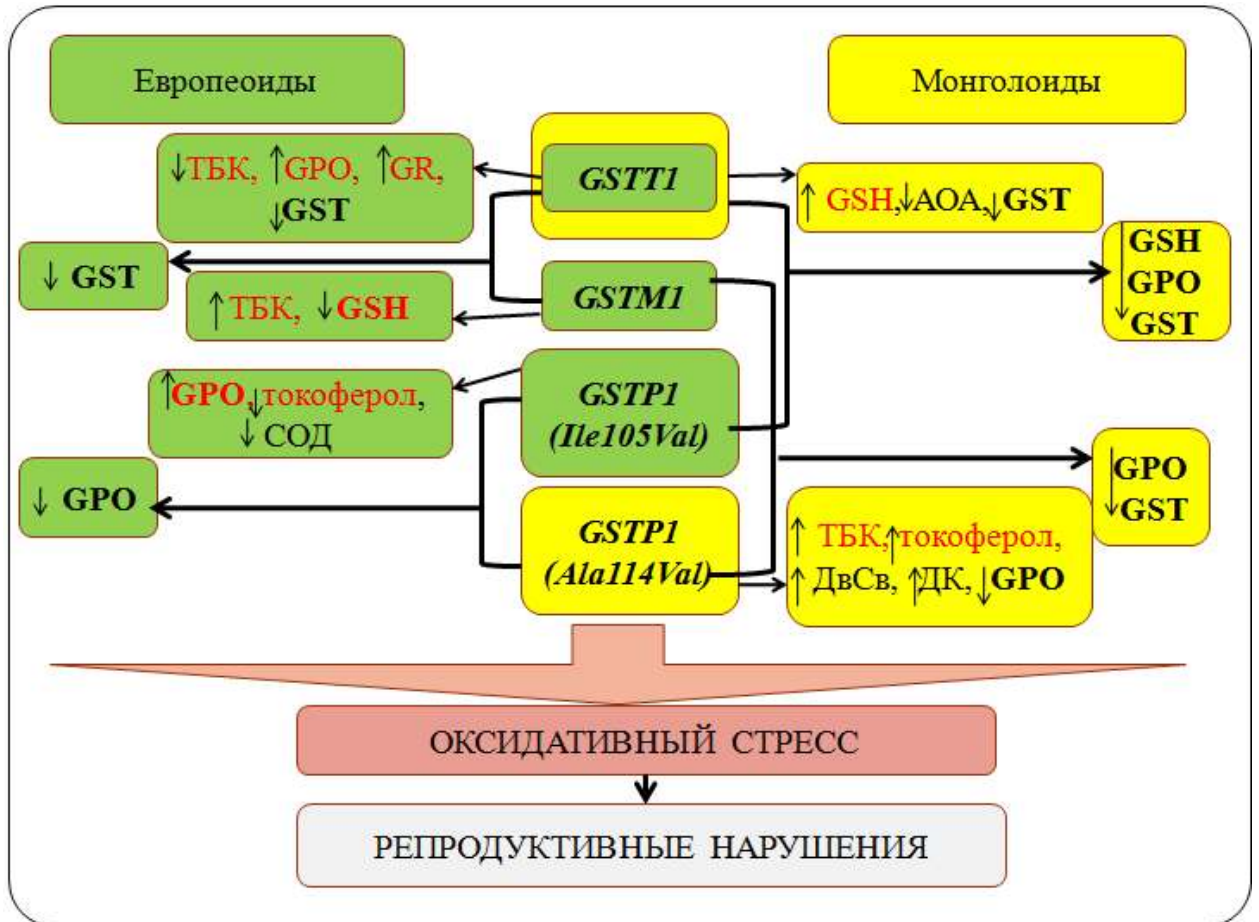 Европеоиды
Монголоиды
↓ТБК, ↑GPO, ↑GR,
↓GST
GSTT1
↑ GSH,↓АОА,↓GST
↓ GST
GSTM1
↑ТБК, ↓GSH
↓GSH
GPO
GST
↑GPO,↓токоферол,
↓ СОД
GSTP1
(Ile105Val)
↓ GPO
GSTP1
(Ala114Val)
↓GPO
GST
↑ ТБК,↑токоферол,
↑ ДвСв, ↑ДК, ↓GPO
ОКСИДАТИВНЫЙ СТРЕСС
РЕПРОДУКТИВНЫЕ НАРУШЕНИЯ